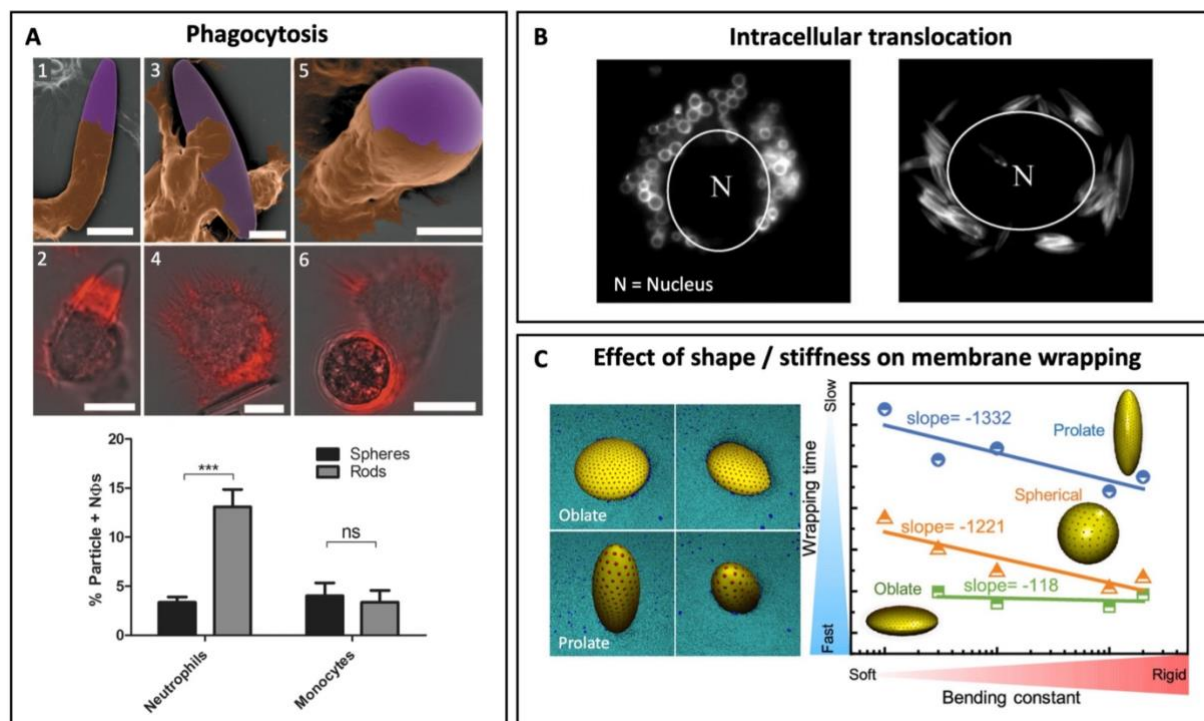 A
Phagocytosis
1
3
5
2
4
6
20
15
10
5
0
% Particle + NΦs
***
ns
Spheres
Rods
Neutrophils
Monocytes
B
Intracellular translocation
N
N = Nucleus
N
C
Effect of shape / stiffness on membrane wrapping
Oblate
Prolate
Wrapping time
Slow
Fast
slope= -1332
Prolate
Spherical
slope= -1221
slope= -118
Oblate
Soft
Rigid
Bending constant